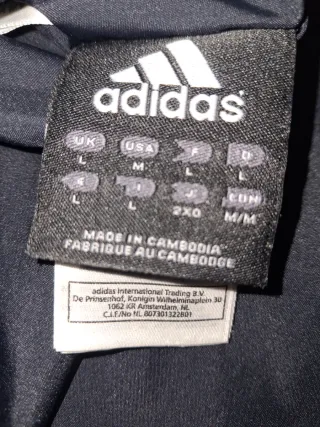 adidas
UK USA F D
L M L L
E I J CDN
L L 2XO M/M
MADE IN CAMBODIA
FABRIQUE AU CAMBODGE
adidas International Trading B.V.
De Prinsenhof, Konigin Wilhelminaplein 30
1062 KR Amsterdam, NL
C.I.F./No NL 807301322B01